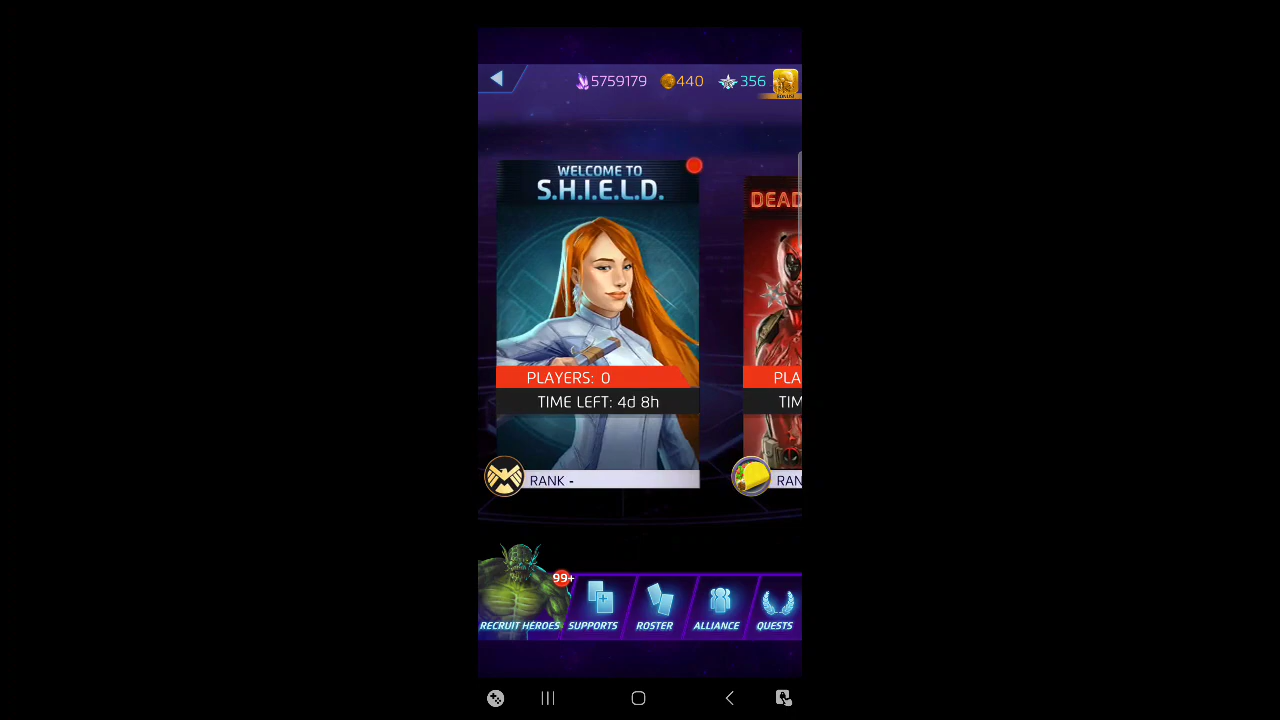 5759179 440 356
BONUS!
WELCOME TO
S.H.I.E.L.D.
DEAD
PLAYERS: 0
PLA
TIME LEFT: 4d 8h
TIM
RANK -
RAN
99+
RECRUIT HEROES
SUPPORTS
ROSTER
ALLIANCE
QUESTS